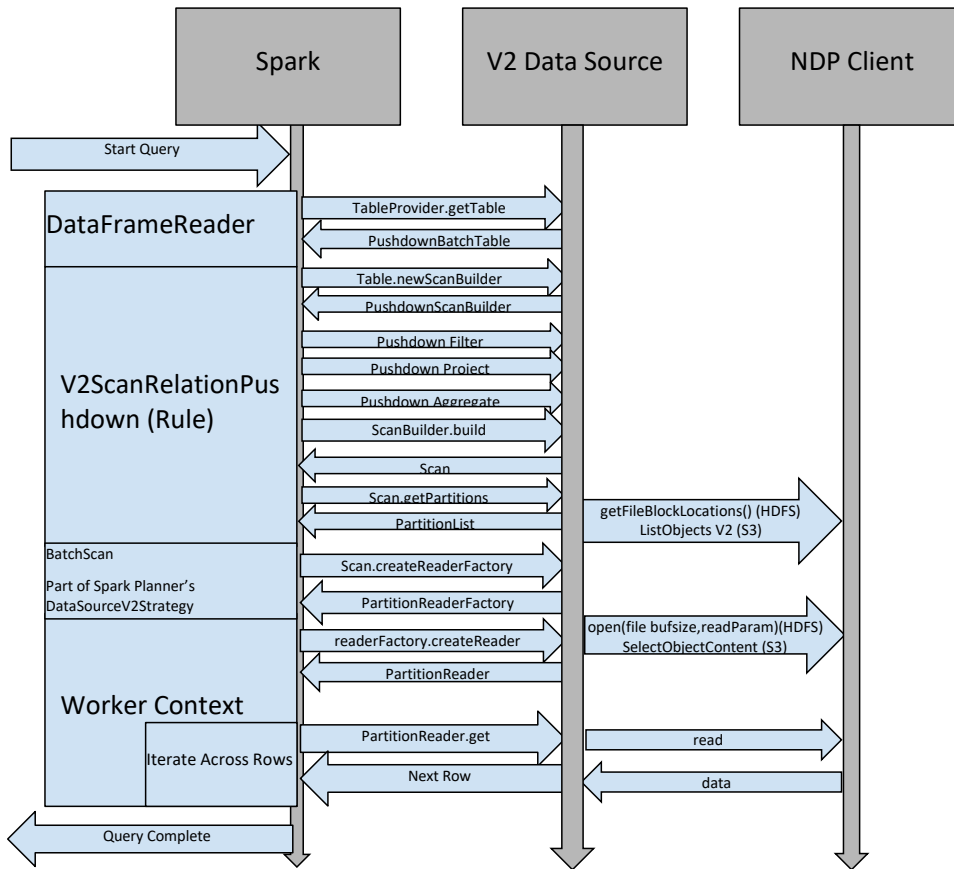 Spark
V2 Data Source
NDP Client
Start Query
DataFrameReader
TableProvider.getTable
PushdownBatchTable
Table.newScanBuilder
PushdownScanBuilder
V2ScanRelationPus
hdown (Rule)
Pushdown Filter
Pushdown Project
Pushdown Aggregate
ScanBuilder.build
Scan
Scan.getPartitions
PartitionList
getFileBlockLocations() (HDFS)
ListObjects V2 (S3)
BatchScan
Part of Spark Planner’s
DataSourceV2Strategy
Scan.createReaderFactory
PartitionReaderFactory
Worker Context
readerFactory.createReader
PartitionReader
open(file bufsize,readParam)(HDFS)
SelectObjectContent (S3)
Iterate Across Rows
PartitionReader.get
read
Next Row
data
Query Complete